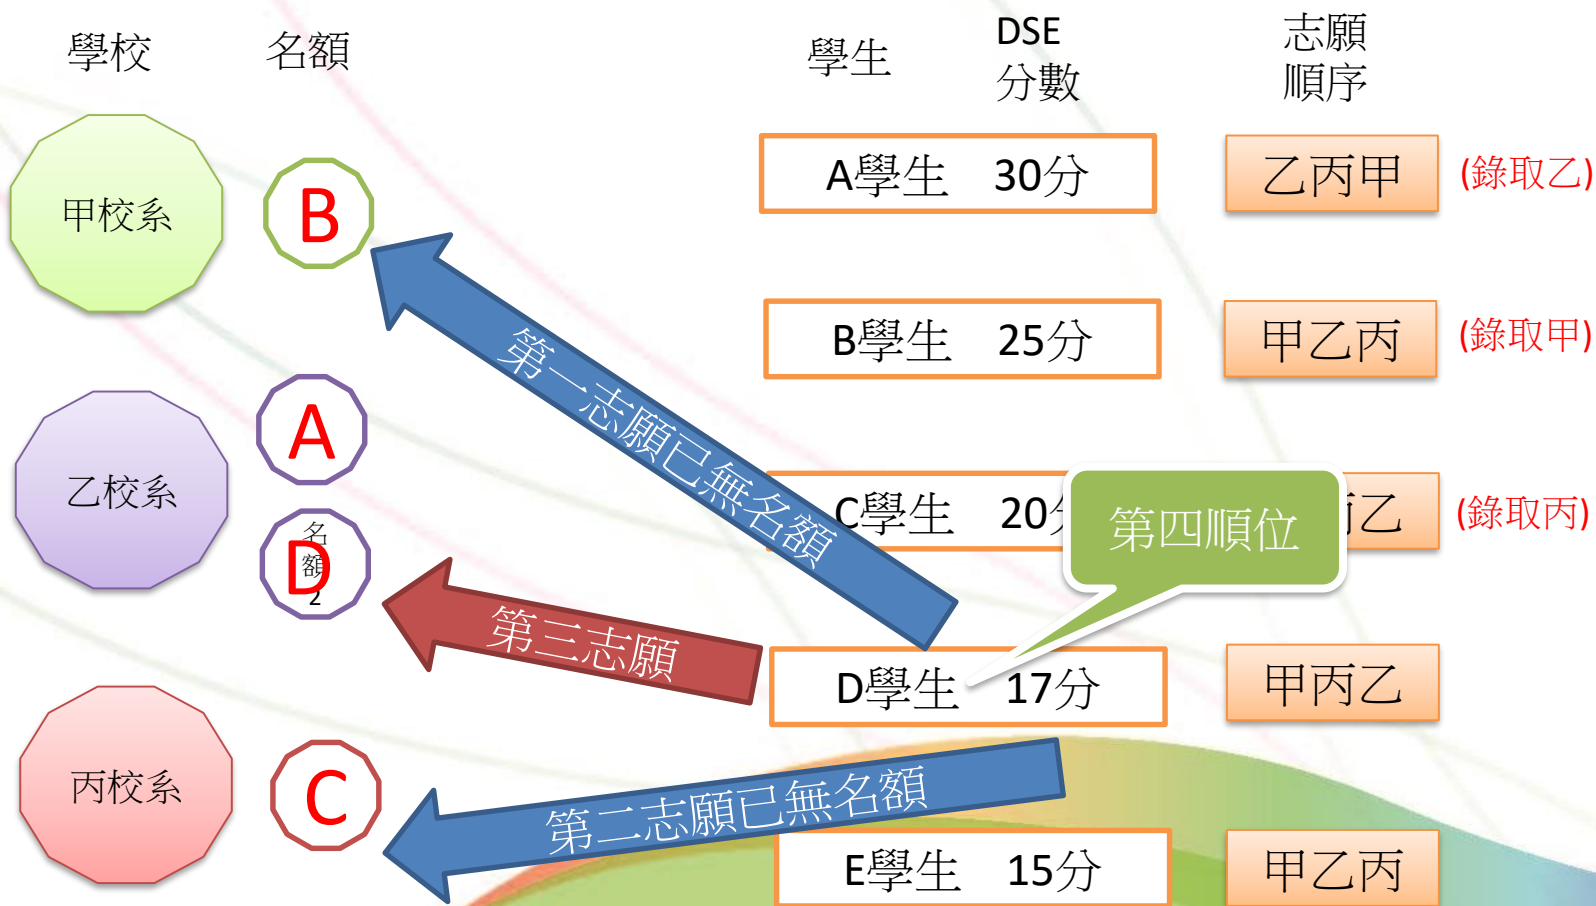 學校
名額
學生
DSE
分數
志願
順序
甲校系
B
A學生 30分
乙丙甲
(錄取乙)
B學生 25分
甲乙丙
(錄取甲)
第一志願已無名額
乙校系
A
名
額
2
D
C學生 20
乙
(錄取丙)
第四順位
第三志願
D學生 17分
甲丙乙
丙校系
C
第二志願已無名額
E學生 15分
甲乙丙